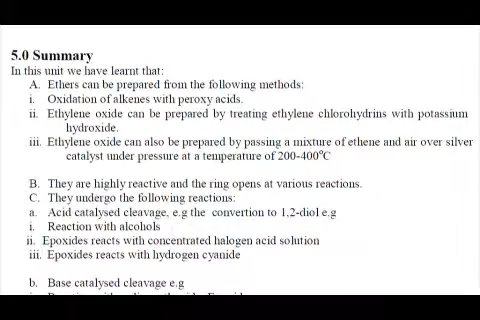 5.0 Summary
In this unit we have learnt that:
A. Ethers can be prepared from the following methods:
i. Oxidation of alkenes with peroxy acids.
ii. Ethylene oxide can be prepared by treating ethylene chlorohydrins with potassium
hydroxide.
iii. Ethylene oxide can also be prepared by passing a mixture of ethene and air over silver
catalyst under pressure at a temperature of 200-400°C
B. They are highly reactive and the ring opens at various reactions.
C. They undergo the following reactions:
a. Acid catalysed cleavage, e.g the convertion to 1,2-diol e.g
i. Reaction with alcohols
ii. Epoxides reacts with concentrated halogen acid solution
iii. Epoxides reacts with hydrogen cyanide
b. Base catalysed cleavage e.g